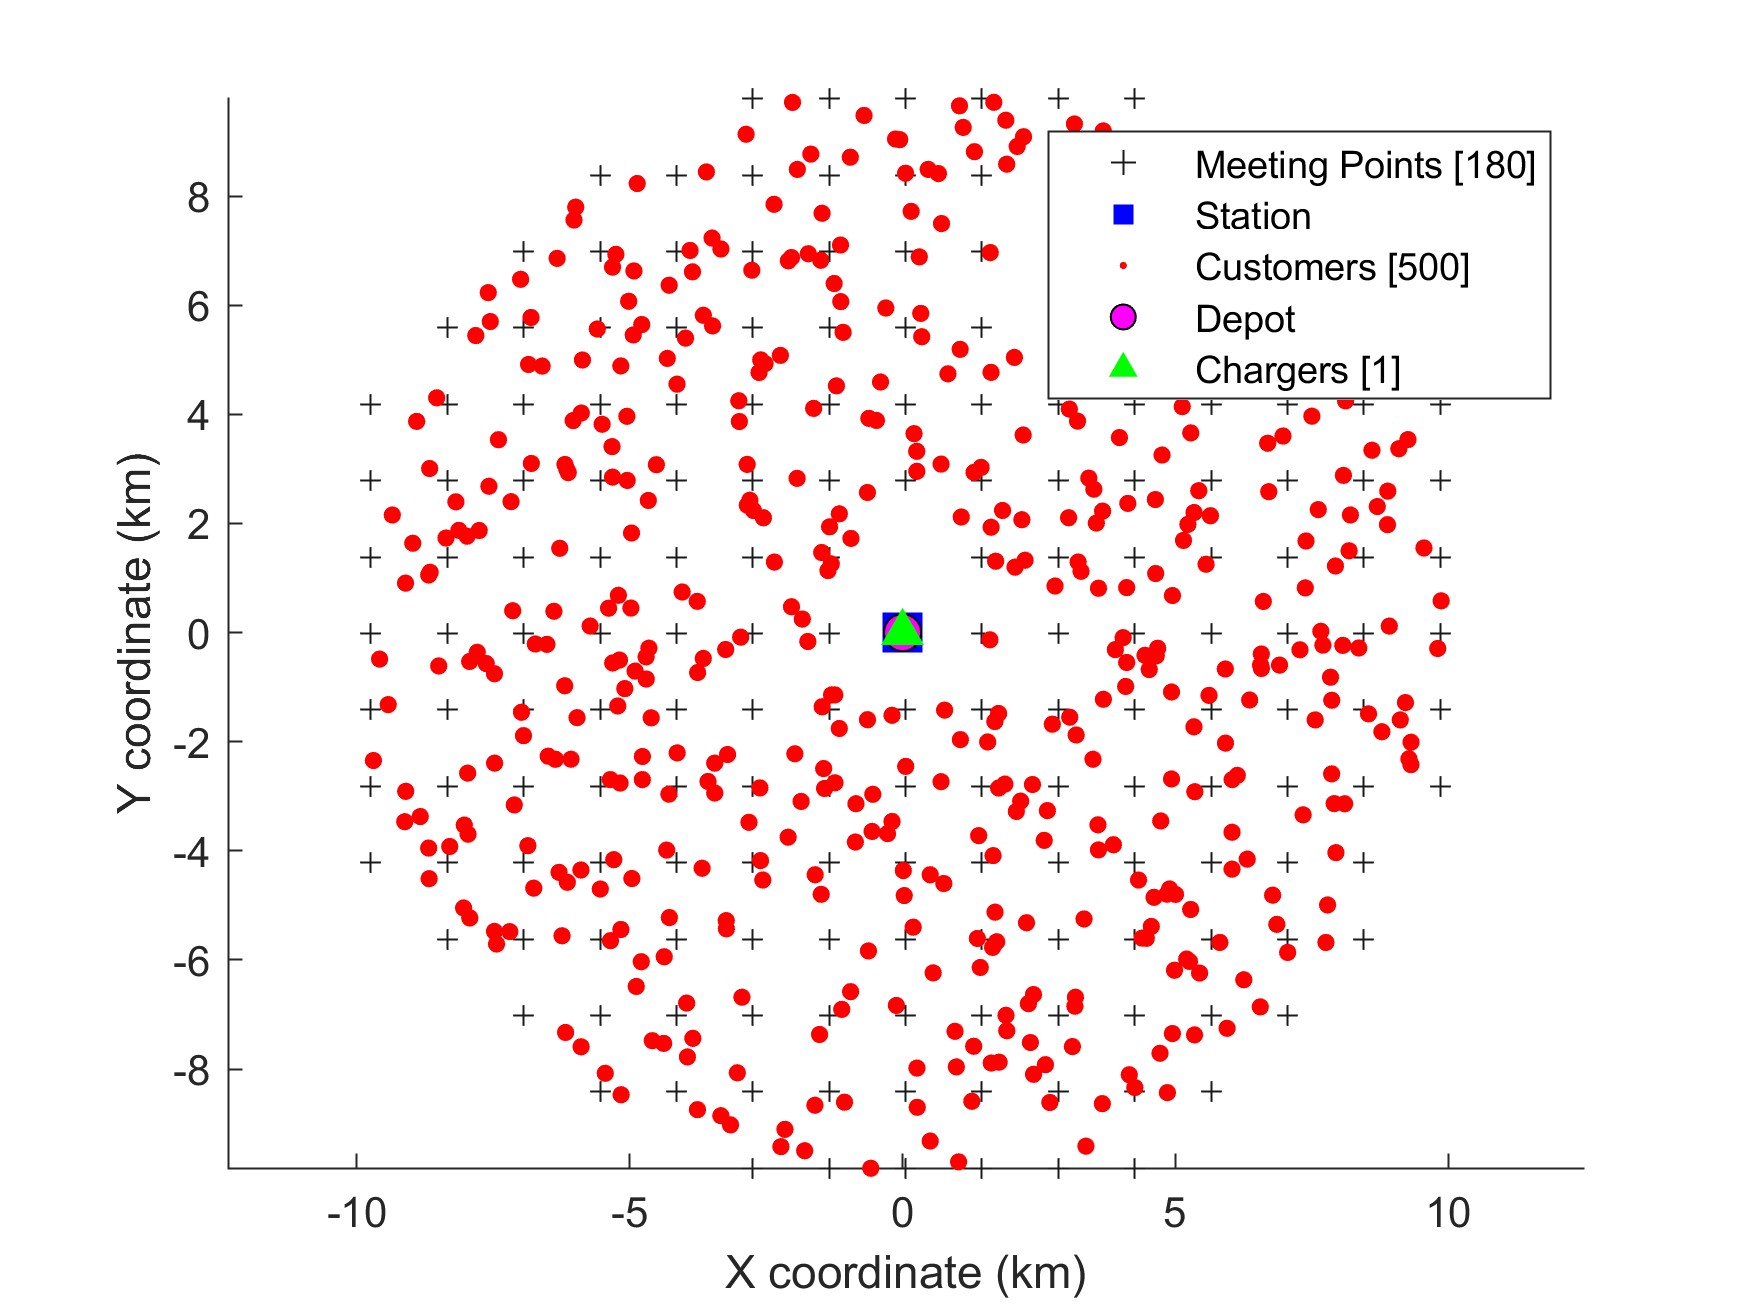 Meeting Points [180]
Station
Customers [500]
Depot
Chargers [1]
8
6
4
2
0
-2
-4
-6
-8
Y coordinate (km)
-10 -5 0 5 10
X coordinate (km)